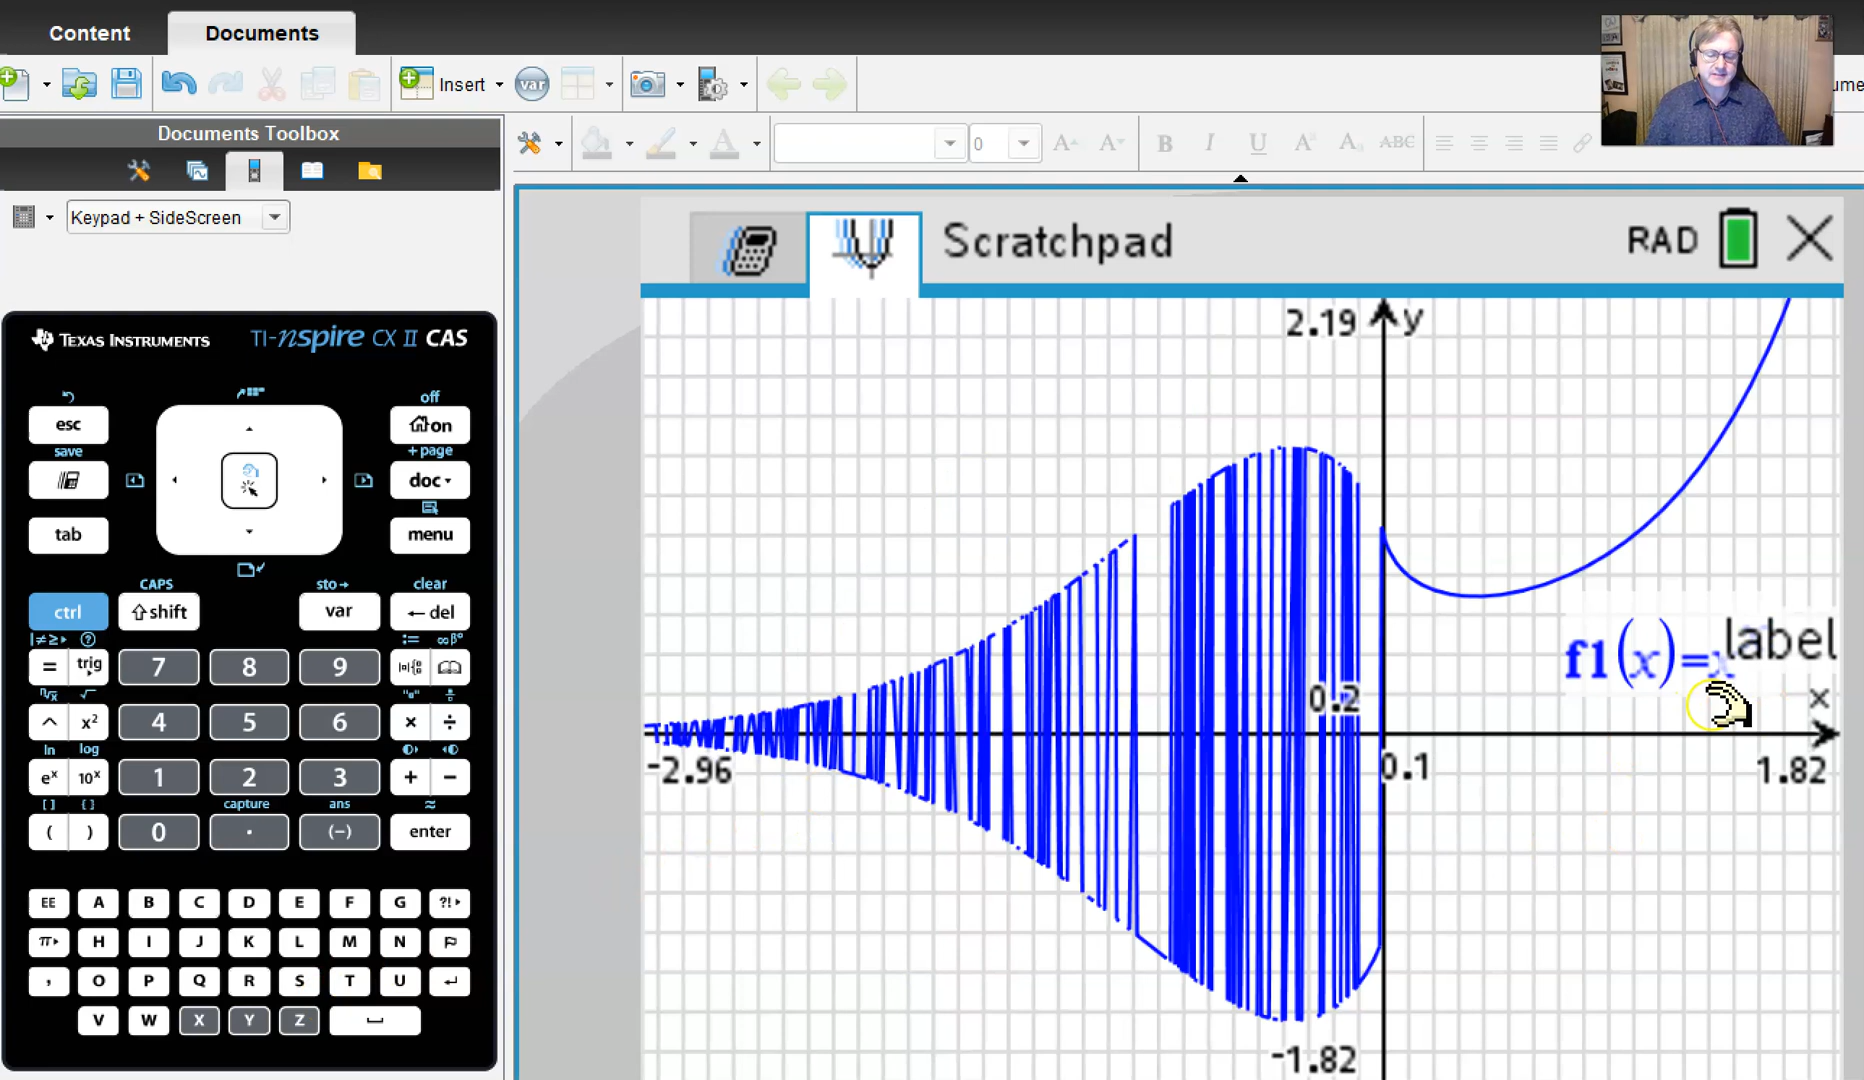 Content
Documents
Insert
var
Documents Toolbox
0
B I U A A ABC
Keypad + SideScreen
Scratchpad
RAD
TEXAS INSTRUMENTS
TI-nspire CX II CAS
off
esc
on
save
+ page
doc
tab
menu
CAPS
sto→
clear
ctrl
shift
var
←del
= trig 7 8 9
^ x² 4 5 6 × ÷
ln log
eˣ 10ˣ 1 2 3 + −
[] {}
capture
ans
≈
( ) 0 . (−) enter
EE A B C D E F G ?!
π H I J K L M N
, O P Q R S T U
V W X Y Z
2.19
y
label
f1(x)=x
0.2
x
-2.96
0.1
1.82
-1.82